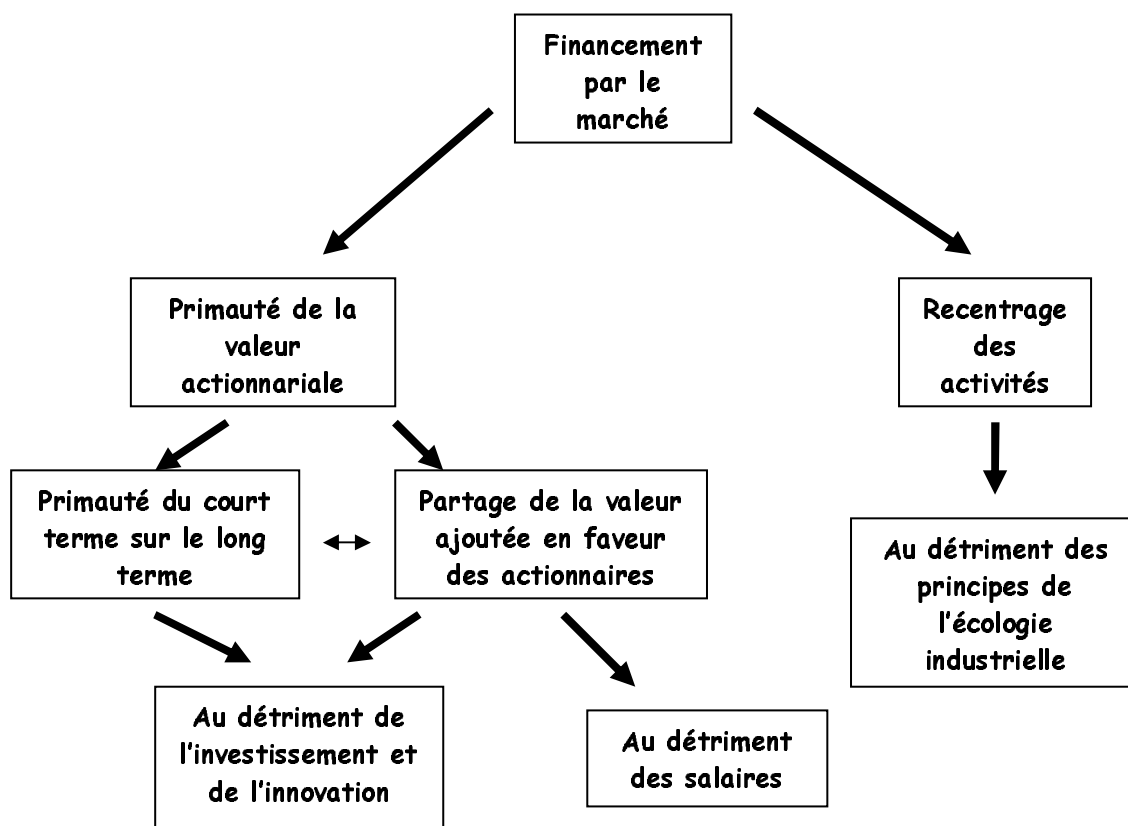 Financement
par le
marché
Primauté de la
valeur
actionnariale
Recentrage
des
activités
Primauté du court
terme sur le long
terme
Partage de la valeur
ajoutée en faveur
des actionnaires
Au détriment des
principes de
l'écologie
industrielle
Au détriment de
l'investissement et
de l'innovation
Au détriment
des salaires